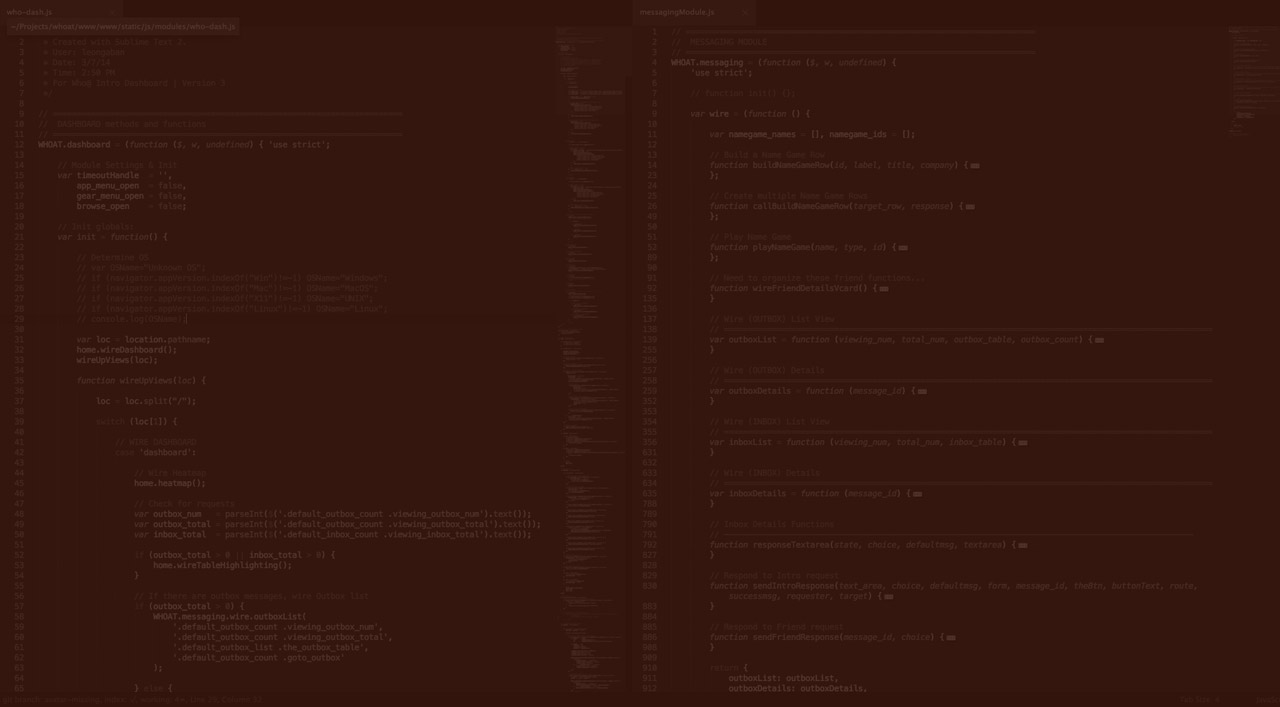 who-dash.js
~/Projects/whoat/www/www/static/js/modules/who-dash.js
2 * Created with Sublime Text 2.
3
4 * Date: 3/7/14
5 * Time: 2:50 PM
6
7 */
8
9 //
10 // DASHBOARD methods and functions
11 //
12 WHOAT.dashboard = (function ($, w, undefined) { 'use strict';
13
14 // Module Settings & Init
15 var timeoutHandle = '',
16 app_menu_open = false,
17 gear_menu_open = false,
18 browse_open = false;
19
20 // Init globals
21 var init = function() {
22
23 // Determine OS
24 // var OSName="Unknown OS";
25 // if (navigator.appVersion.indexOf("Win")!=-1) OSName="Windows";
26 // if (navigator.appVersion.indexOf("Mac")!=-1) OSName="MacOS";
27 // if (navigator.appVersion.indexOf("X11")!=-1) OSName="UNIX";
28 // if (navigator.appVersion.indexOf("Linux")!=-1) OSName="Linux";
29 // console.log(OSName);
30
31 var loc = location.pathname;
32 home.wireDashboard();
33 wireUpViews(loc);
34
35 function wireUpViews(loc) {
36
37 loc = loc.split("/");
38
39 switch (loc[1]) {
40
41 // WIRE DASHBOARD
42 case 'dashboard':
43
44 // Wire Heatmap
45 home.heatmap();
46
47 // Check for requests
48 var outbox_num = parseInt($('.default_outbox_count .viewing_outbox_num').text());
49 var outbox_total = parseInt($('.default_outbox_count .viewing_outbox_total').text());
50 var inbox_total = parseInt($('.default_inbox_count .viewing_inbox_total').text());
51
52 if (outbox_total > 0 || inbox_total > 0) {
53 home.wireTableHighlighting();
54 }
55
56 // If there are outbox messages, wire Outbox list
57 if (outbox_total > 0) {
58 WHOAT.messaging.wire.outboxList(
59 '.default_outbox_count .viewing_outbox_num',
60 '.default_outbox_count .viewing_outbox_total',
61 '.default_outbox_list .the_outbox_table',
62 '.default_outbox_count .goto_outbox'
63 );
64
65 } else {
messagingModule.js
1 //
2 // MESSAGING MODULE
3 //
4 WHOAT.messaging = (function ($, w, undefined) {
5 'use strict';
6
7 // function init() {};
8
9 var wire = (function () {
10
11 var namegame_names = [], namegame_ids = [];
12
13 // Build a Name Game Row
14 function buildNameGameRow(id, label, title, company) {
23 };
24
25 // Create multiple Name Game Rows
26 function callBuildNameGameRow(target_row, response) {
49 };
50
51 // Play Name Game
52 function playNameGame(name, type, id) {
89 };
90
91 // Need to organize these friend functions...
92 function wireFriendDetailsVcard() {
135 }
136
137 // Wire (OUTBOX) List View
138 //
139 var outboxList = function (viewing_num, total_num, outbox_table, outbox_count) {
255 }
256
257 // Wire (OUTBOX) Details
258 //
259 var outboxDetails = function (message_id) {
352 }
353
354 // Wire (INBOX) List View
355 //
356 var inboxList = function (viewing_num, total_num, inbox_table) {
631 }
632
633 // Wire (INBOX) Details
634 //
635 var inboxDetails = function (message_id) {
788 }
789
790 // Inbox Details Functions
791 //
792 function responseTextarea(state, choice, defaultmsg, textarea) {
827 }
828
829 // Respond to Intro request
830 function sendIntroResponse(text_area, choice, defaultmsg, form, message_id, theBtn, buttonText, route,
succcmsg, requester, target) {
883 }
884
885 // Respond to Friend request
886 function sendFriendResponse(message_id, choice) {
908 }
909
910 return {
911 outboxList: outboxList,
912 outboxDetails: outboxDetails,